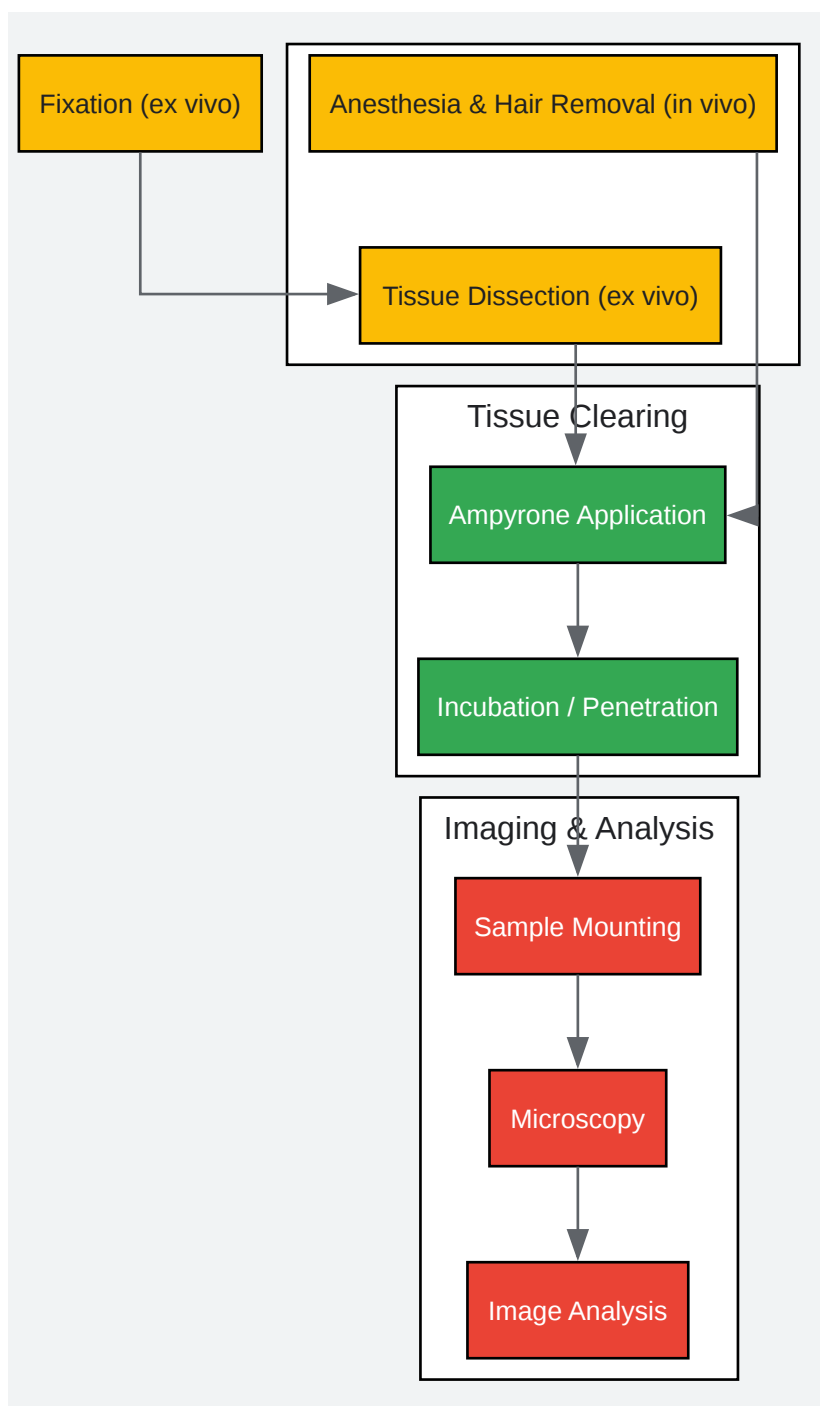 Fixation (ex vivo)
Anesthesia & Hair Removal (in vivo)
Tissue Dissection (ex vivo)
Tissue Clearing
Ampyrone Application
Incubation / Penetration
Imaging & Analysis
Sample Mounting
Microscopy
Image Analysis